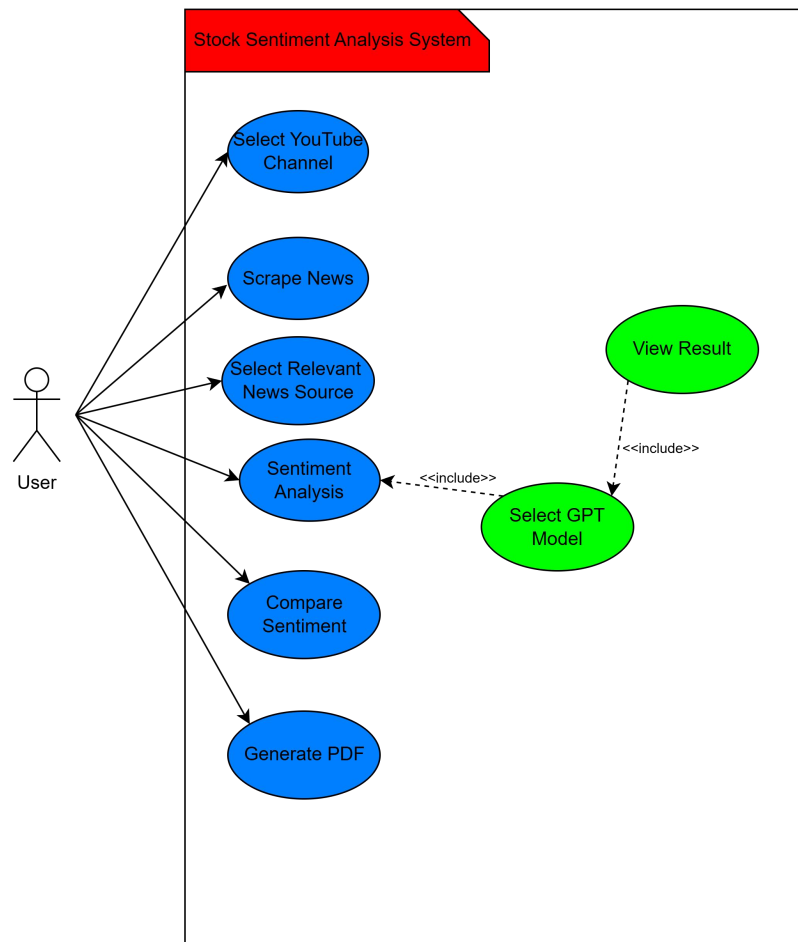 Stock Sentiment Analysis System
Select YouTube
Channel
Scrape News
View Result
Select Relevant
News Source
<<include>>
User
Sentiment
Analysis
<<include>>
Select GPT
Model
Compare
Sentiment
Generate PDF